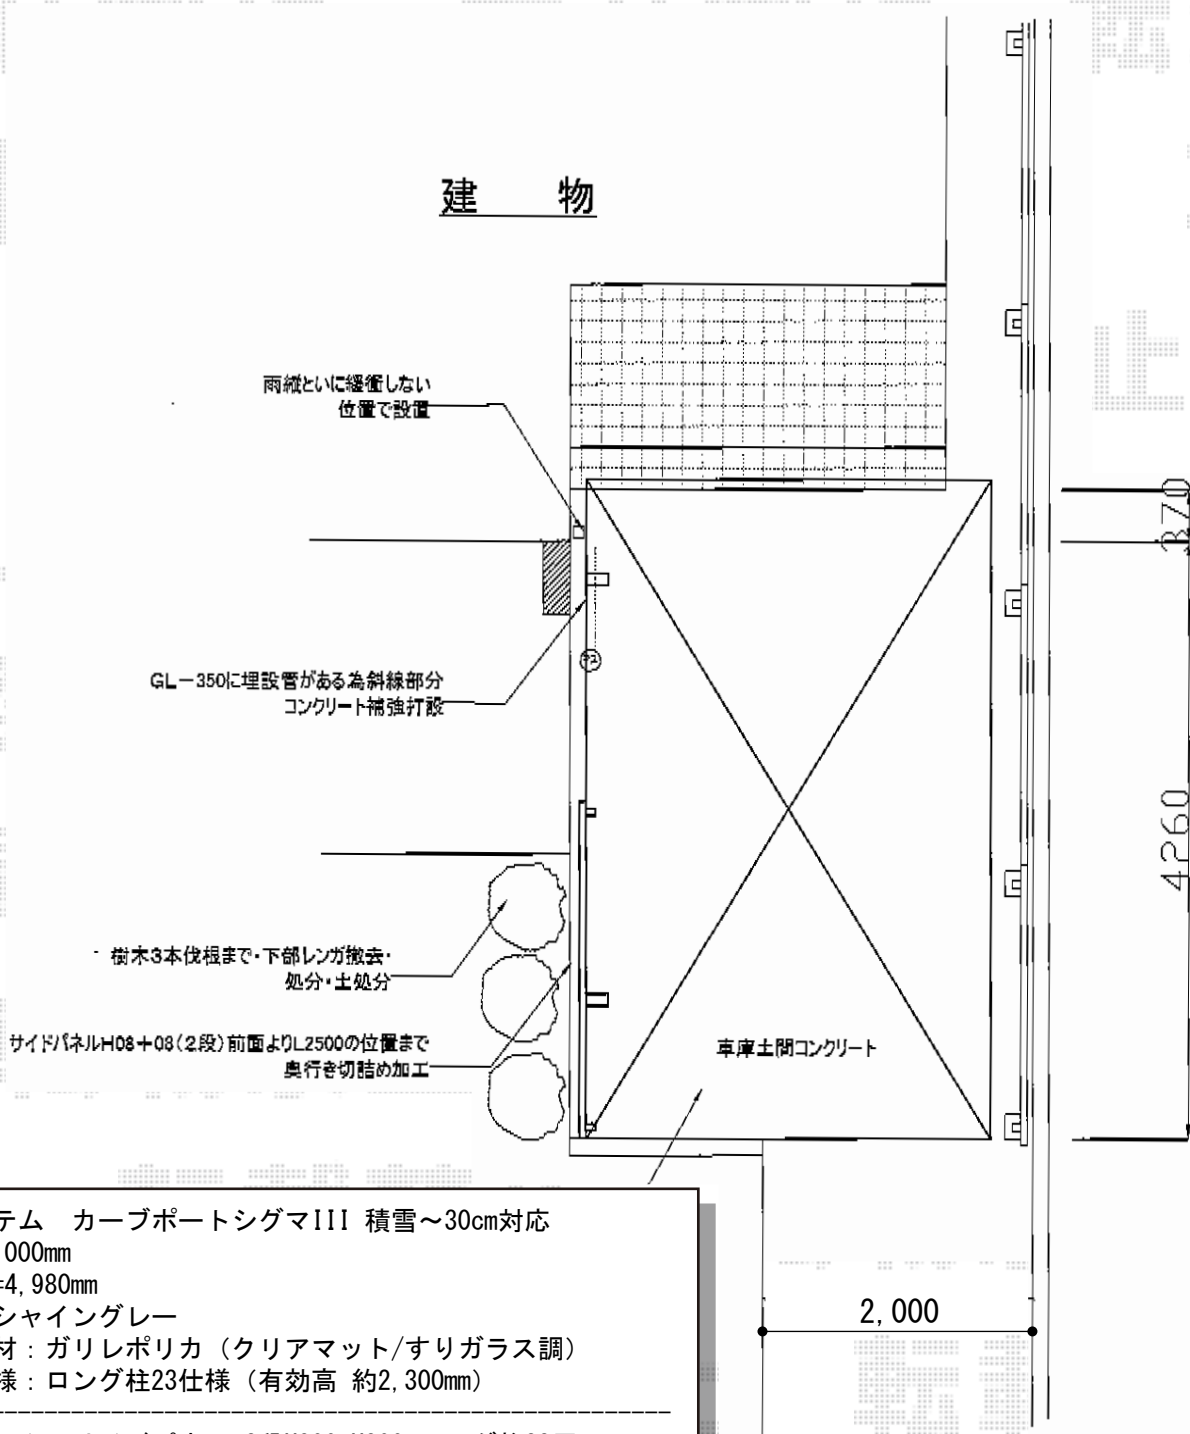 建 物
雨縦といに緩衝しない
位置で設置
370
GL－350に埋設管がある為斜線部分
コンクリート補強打設
4260
樹木3本伐根まで・下部レンガ撤去・
処分・土処分
サイドパネルH08＋08(2段)前面よりL2500の位置まで
奥行き切詰め加工
車庫土間コンクリート
テム カーブポートシグマIII 積雪～30cm対応
000mm
=4,980mm
シャイングレー
材：ガリレポリカ（クリアマット/すりガラス調）
様：ロング柱23仕様（有効高 約2,300mm）
2,000